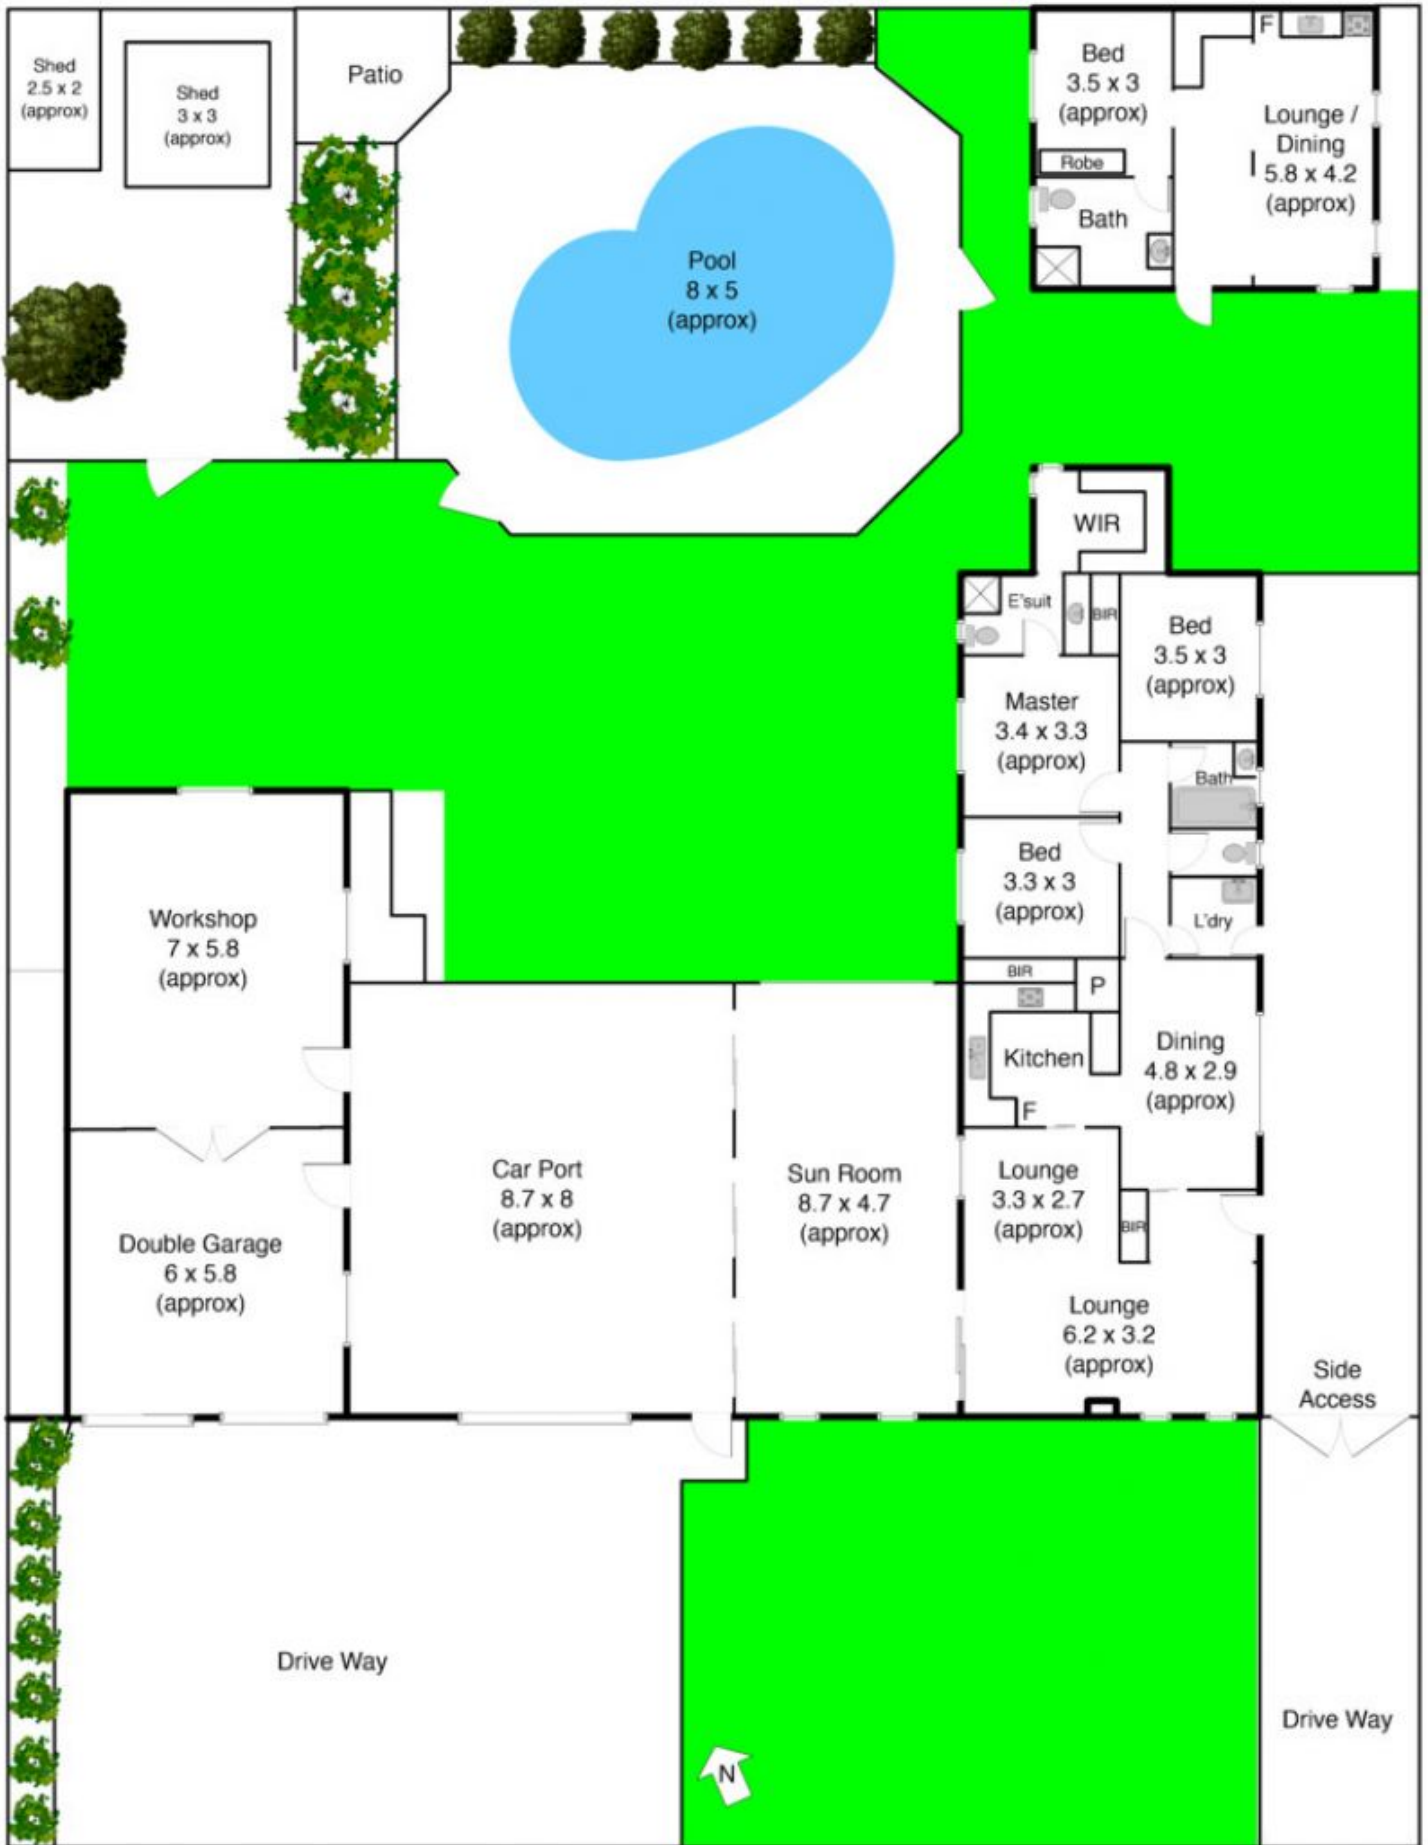 Shed
2.5 x 2
(approx)
Shed
3 x 3
(approx)
Patio
Pool
8 x 5
(approx)
Bed
3.5 x 3
(approx)
Robe
Bath
F
Lounge /
Dining
5.8 x 4.2
(approx)
WIR
E'suit
BIR
Bed
3.5 x 3
(approx)
Master
3.4 x 3.3
(approx)
Bath
Bed
3.3 x 3
(approx)
L'dry
BIR
P
Kitchen
F
Dining
4.8 x 2.9
(approx)
Workshop
7 x 5.8
(approx)
Double Garage
6 x 5.8
(approx)
Car Port
8.7 x 8
(approx)
Sun Room
8.7 x 4.7
(approx)
Lounge
3.3 x 2.7
(approx)
BIR
Lounge
6.2 x 3.2
(approx)
Side
Access
Drive Way
N
Drive Way